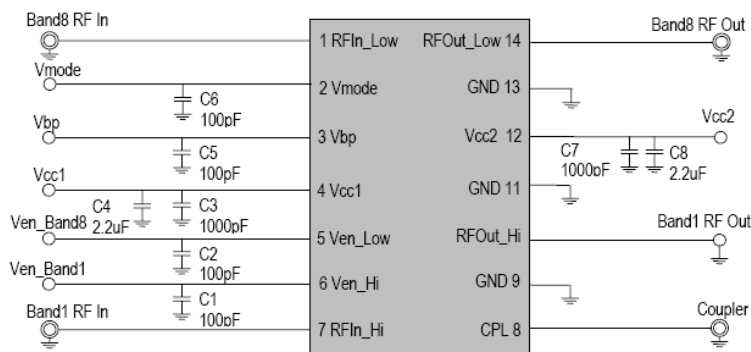 Band8 RF In
1 RFIn_Low
RFOut_Low 14
Band8 RF Out
Vmode
2 Vmode
GND 13
C6
100pF
Vbp
3 Vbp
Vcc2 12
Vcc2
C5
100pF
C7
1000pF
C8
2.2uF
Vcc1
4 Vcc1
GND 11
C4
2.2uF
C3
1000pF
Ven_Band8
5 Ven_Low
RFOut_Hi
Band1 RF Out
C2
100pF
Ven_Band1
6 Ven_Hi
GND 9
C1
100pF
Band1 RF In
7 RFIn_Hi
CPL 8
Coupler